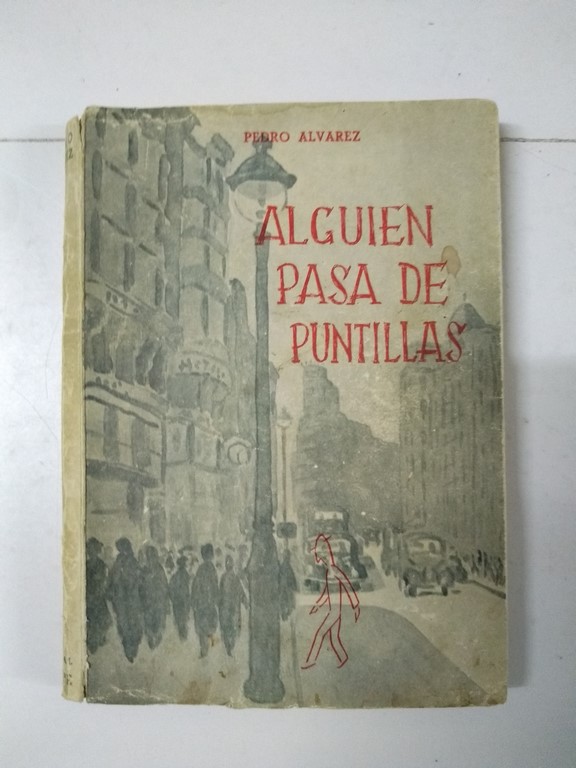 PEDRO ALVAREZ
ALGUIEN
PASA DE
PUNTILLAS